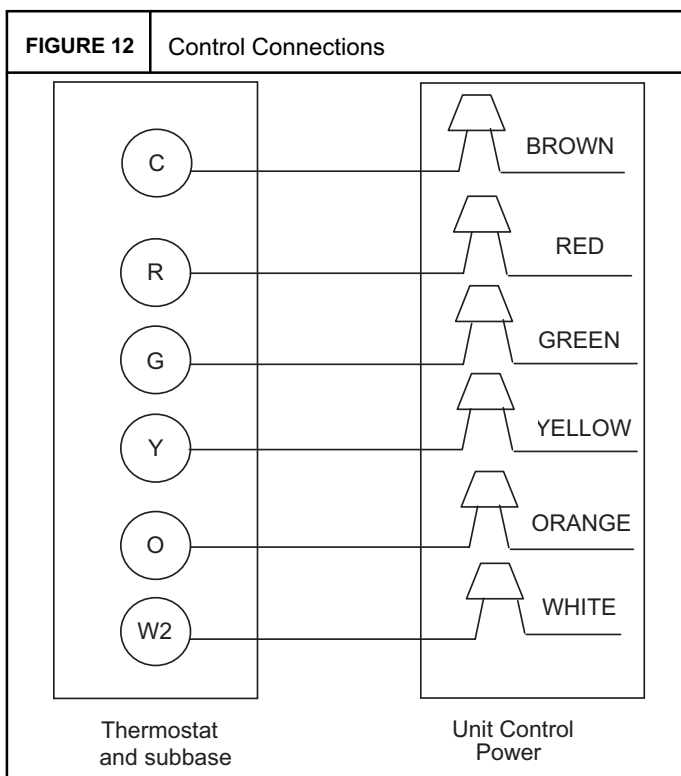 FIGURE 12 Control Connections
C BROWN
R RED
G GREEN
Y YELLOW
O ORANGE
W2 WHITE
Thermostat
and subbase
Unit Control
Power